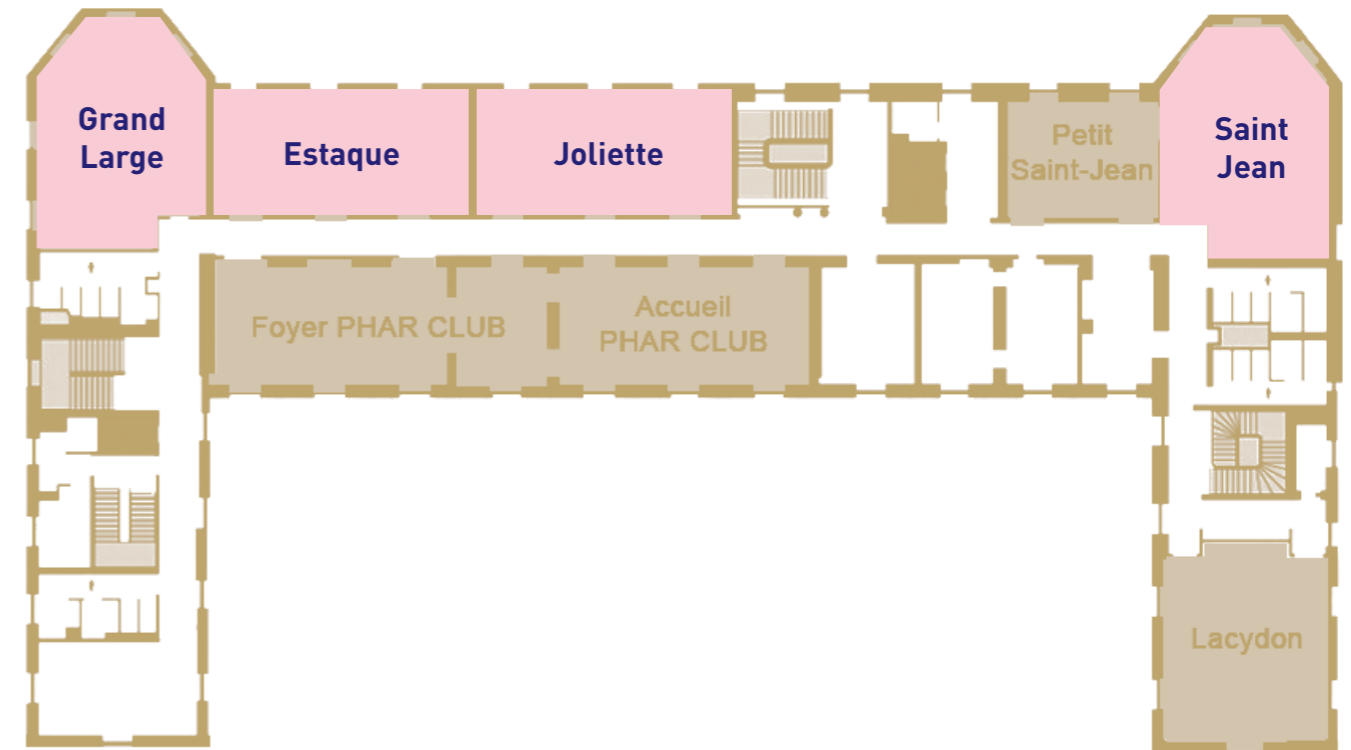 Grand
Large
Estaque
Joliette
Petit
Saint-Jean
Saint
Jean
Foyer PHAR CLUB
Accueil
PHAR CLUB
Lacydon